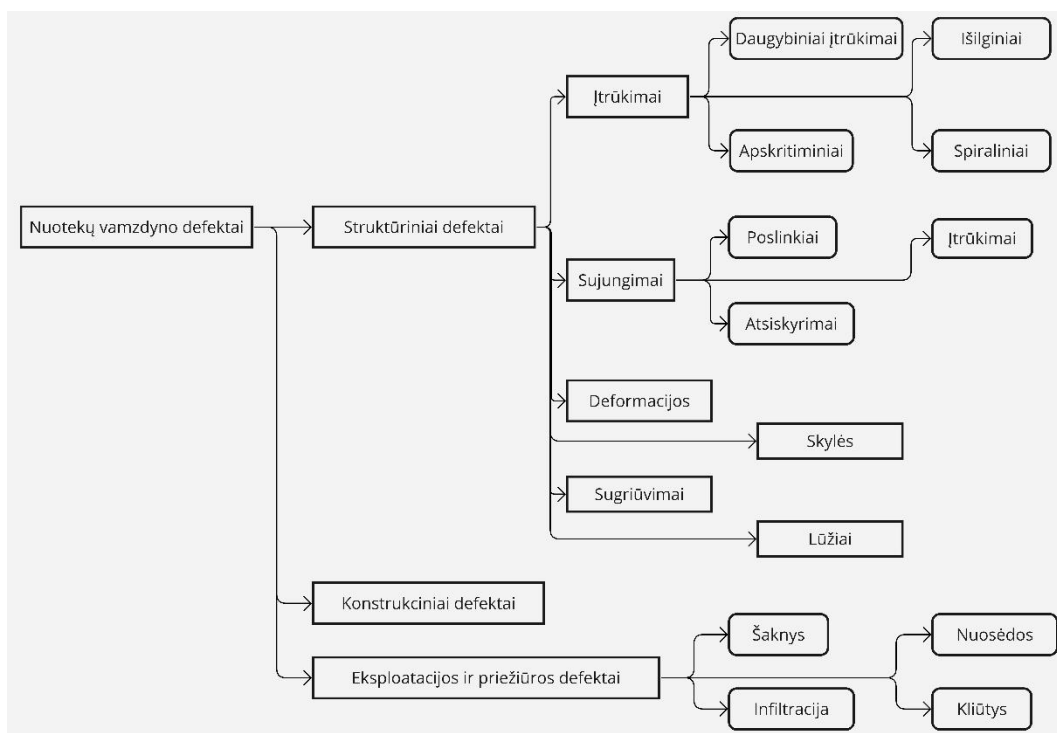 Daugybiniai įtrūkimai
Išilginiai
Įtrūkimai
Apskritiminiai
Spiraliniai
Nuotekų vamzdyno defektai
Struktūriniai defektai
Poslinkiai
Įtrūkimai
Sujungimai
Atsiskyrimai
Deformacijos
Skylės
Sugriūvimai
Lūžiai
Konstrukciniai defektai
Šaknys
Nuosėdos
Eksploatacijos ir priežiūros defektai
Infiltracija
Kliūtys